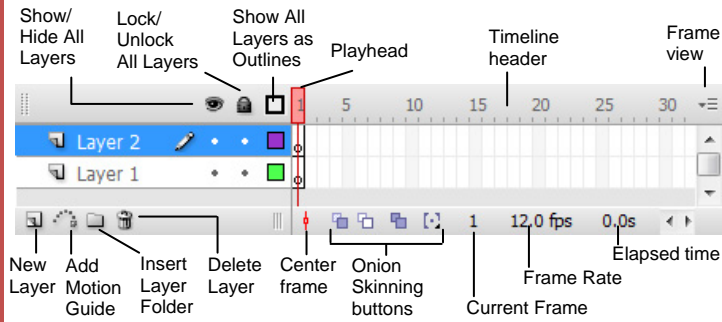 Show/
Hide All
Layers
Lock/
Unlock
All Layers
Show All
Layers as
Outlines
Playhead
Timeline
header
Frame
view
1 5 10 15 20 25 30
Layer 2
Layer 1
1 12.0 fps 0.0s
New
Layer
Add
Motion
Guide
Insert
Layer
Folder
Delete
Layer
Center
frame
Onion
Skinning
buttons
Current Frame
Frame Rate
Elapsed time